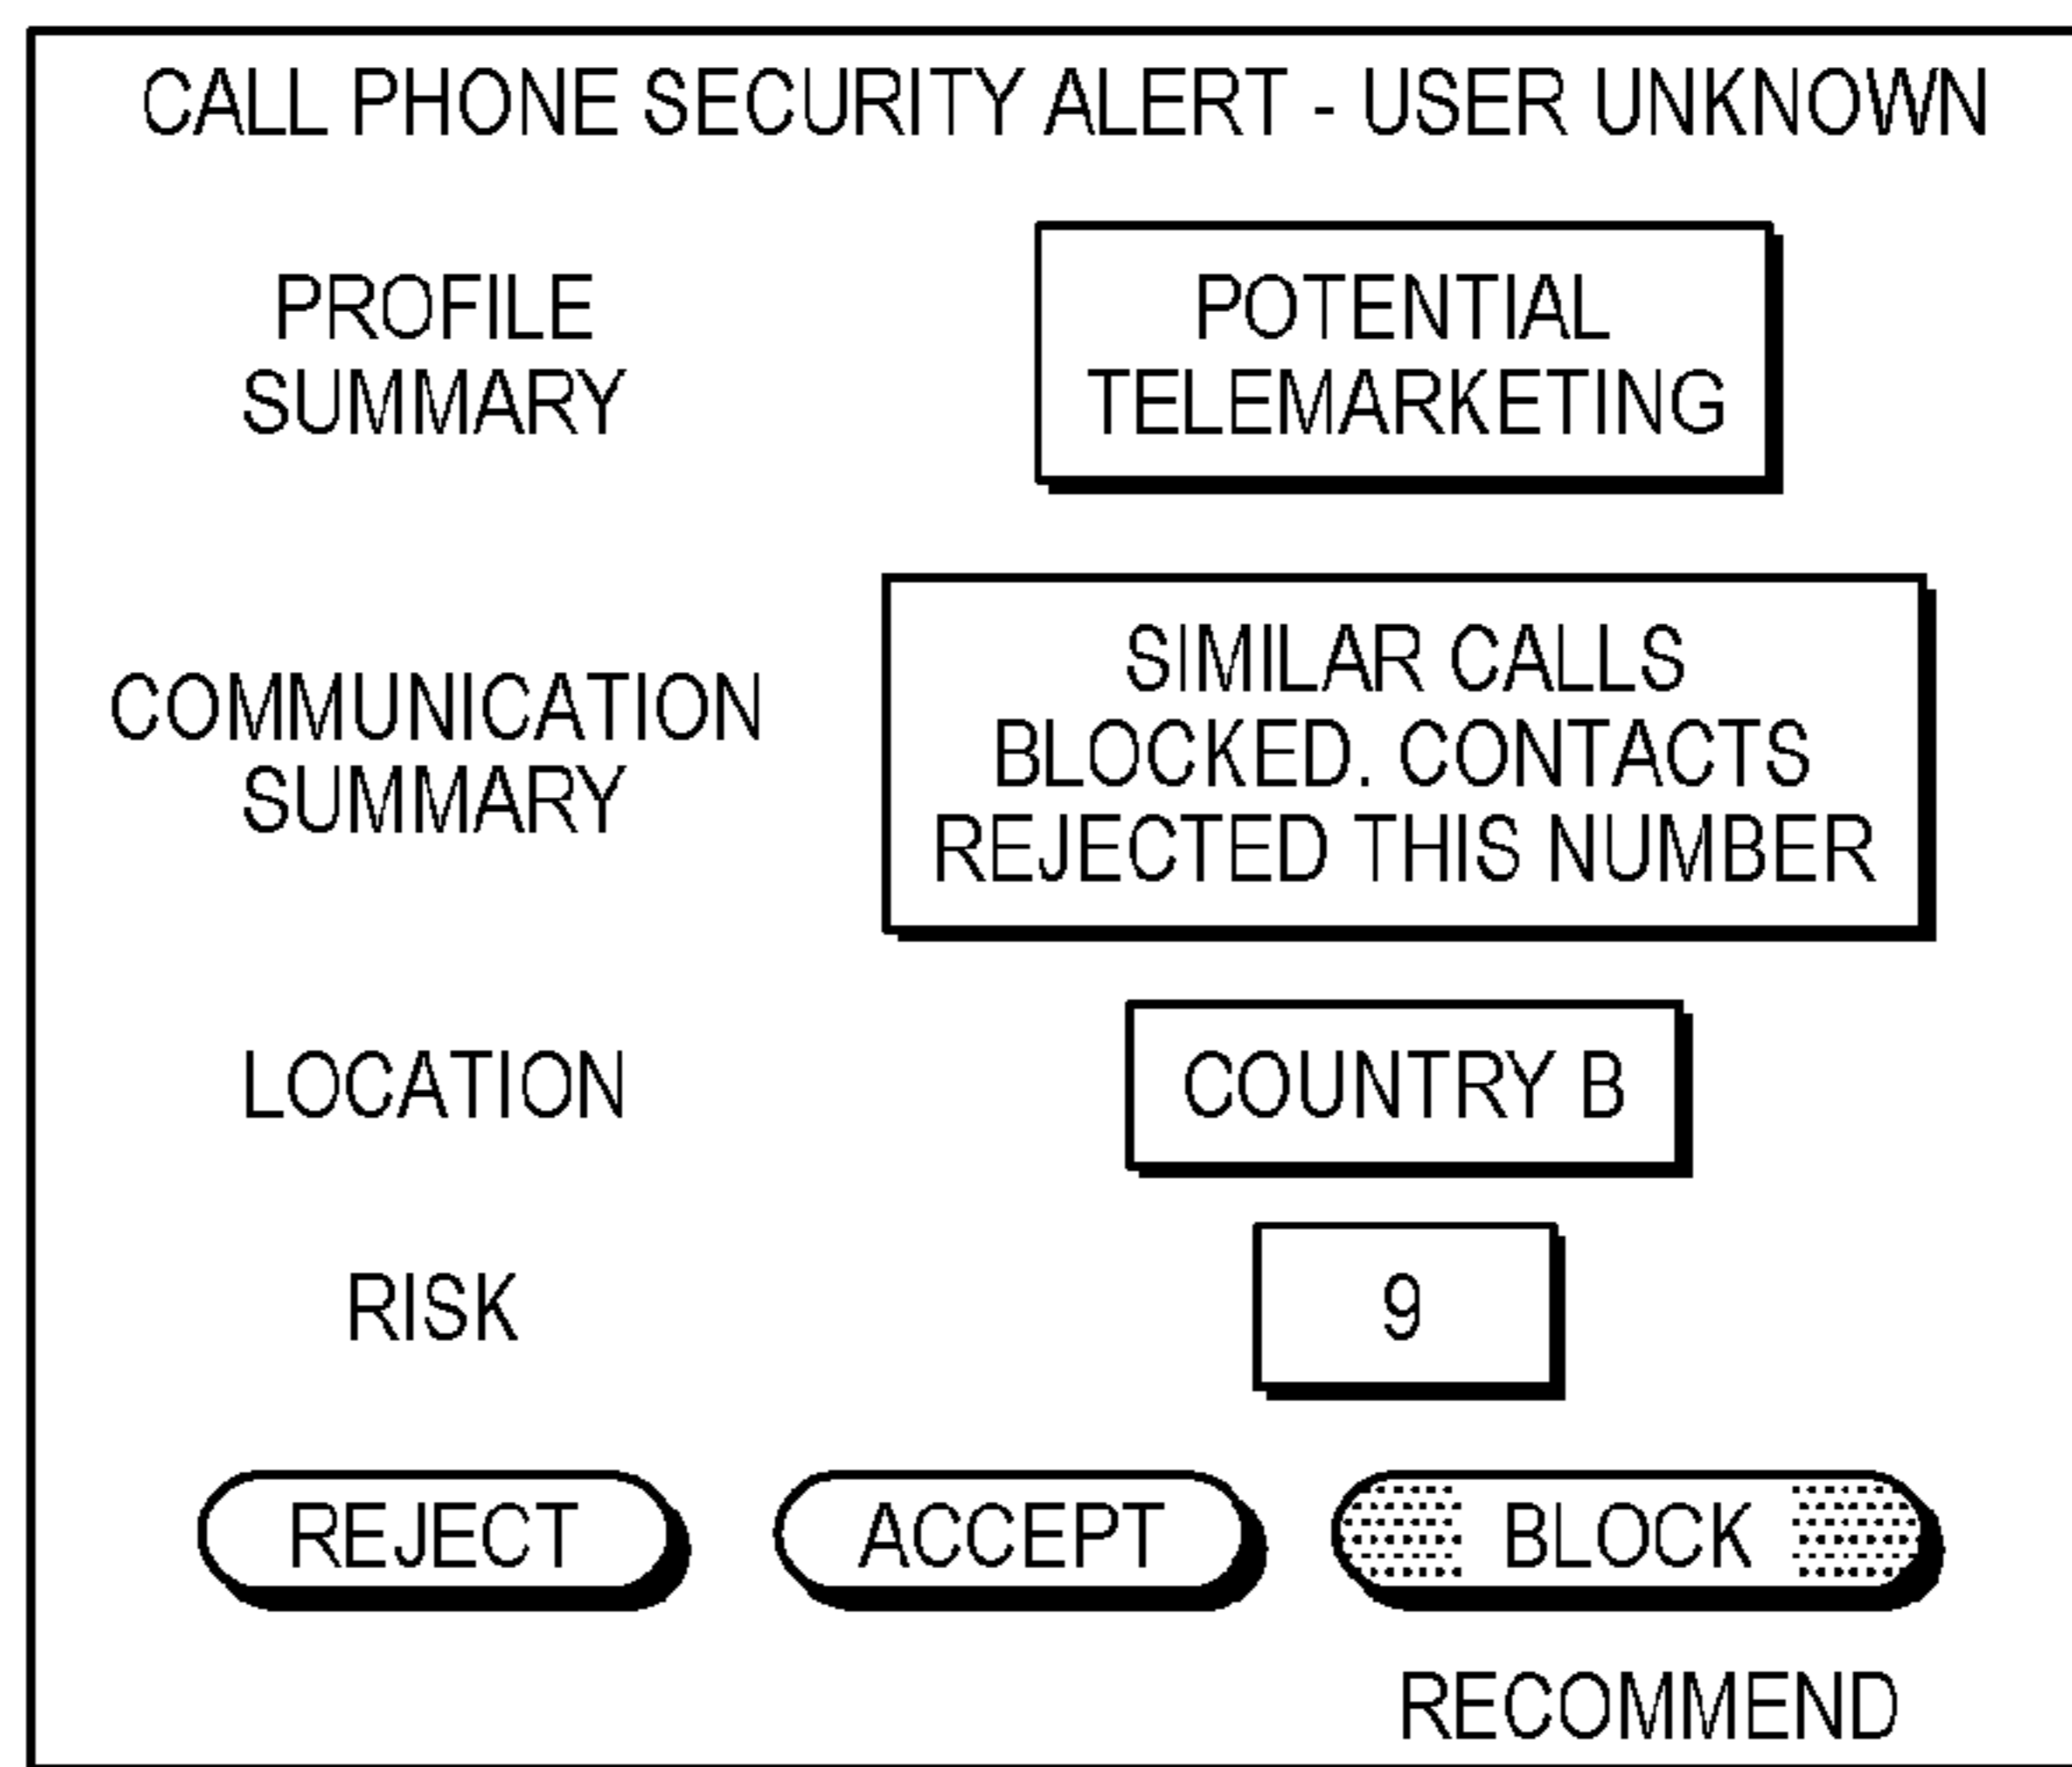 CALL PHONE SECURITY ALERT - USER UNKNOWN
PROFILE
SUMMARY
POTENTIAL
TELEMARKETING
COMMUNICATION
SUMMARY
SIMILAR CALLS
BLOCKED. CONTACTS
REJECTED THIS NUMBER
LOCATION
COUNTRY B
RISK
9
REJECT
ACCEPT
BLOCK
RECOMMEND